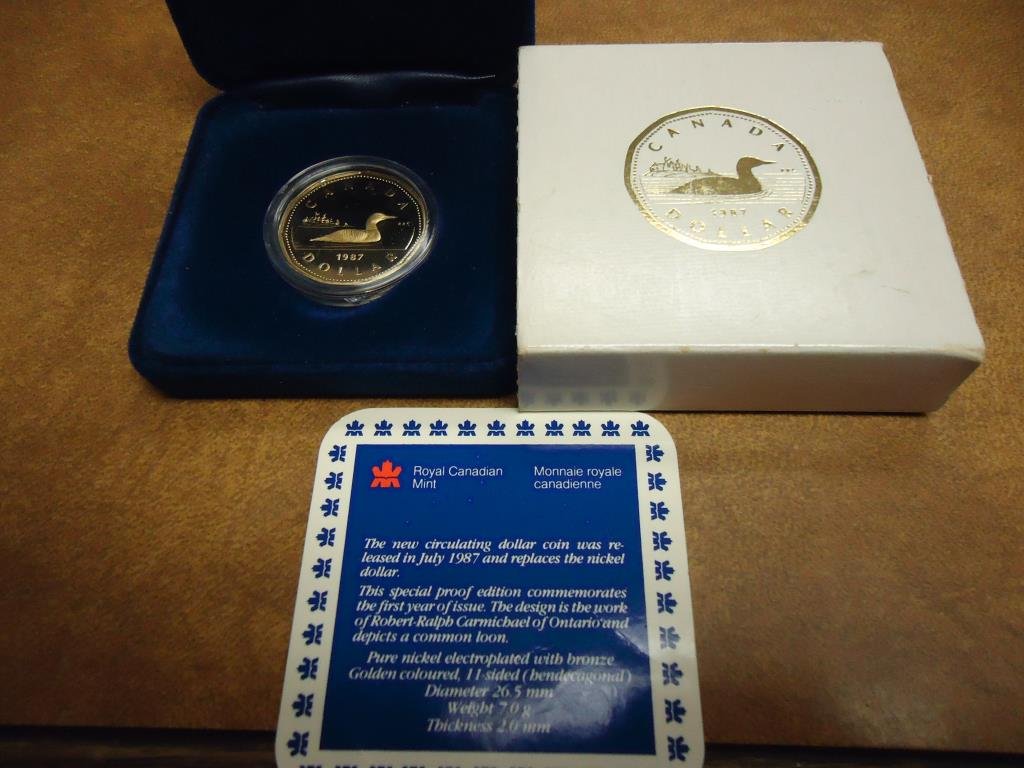 CANADA
1987
DOLLAR
CANADA
1987
DOLLAR
Royal Canadian
Mint
Monnaie royale
canadienne
The new circulating dollar coin was re-
leased in July 1987 and replaces the nickel
dollar.
This special proof edition commemorates
the first year of issue. The design is the work
of Robert-Ralph Carmichael of Ontario and
depicts a common loon.
Pure nickel electroplated with bronze
Golden coloured, 11-sided (hendecagonal)
Diameter 26.5 mm
Weight 7.0 g
Thickness 2.0 mm